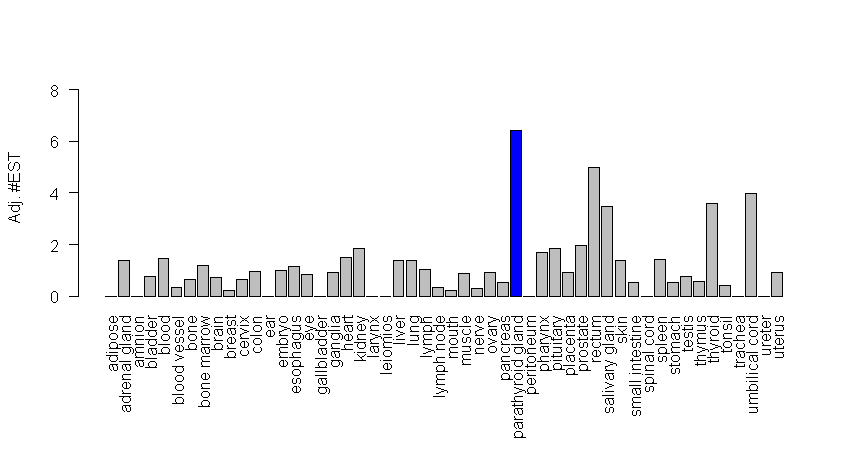 8
6
4
2
0
Adj. #EST
adipose
adrenal gland
amnion
bladder
blood
blood vessel
bone
bone marrow
brain
breast
cervix
colon
ear
embryo
esophagus
eye
gallbladder
ganglia
heart
kidney
larynx
leiomios
liver
lung
lymph
lymph node
mouth
muscle
nerve
ovary
pancreas
parathyroid gland
peritoneum
pharynx
pituitary
placenta
prostate
rectum
salivary gland
skin
small intestine
spinal cord
spleen
stomach
testis
thymus
thyroid
tonsil
trachea
umbilical cord
ureter
uterus